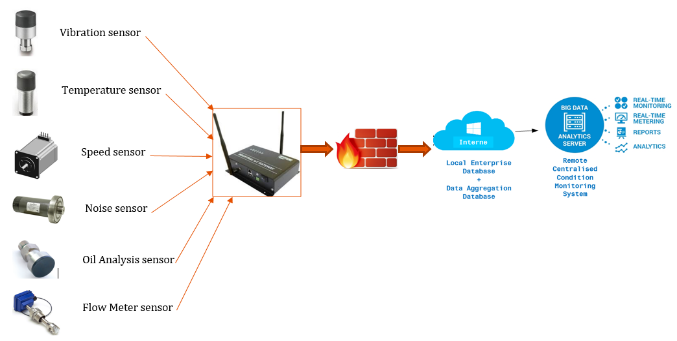 Vibration sensor
Temperature sensor
Speed sensor
Noise sensor
Oil Analysis sensor
Flow Meter sensor
Interne
Local Enterprise
Database
+
Data Aggregation
Database
BIG DATA
ANALYTICS
SERVER
Remote
Centralised
Condition
Monitoring
System
REAL-TIME
MONITORING
REAL-TIME
METERING
REPORTS
ANALYTICS